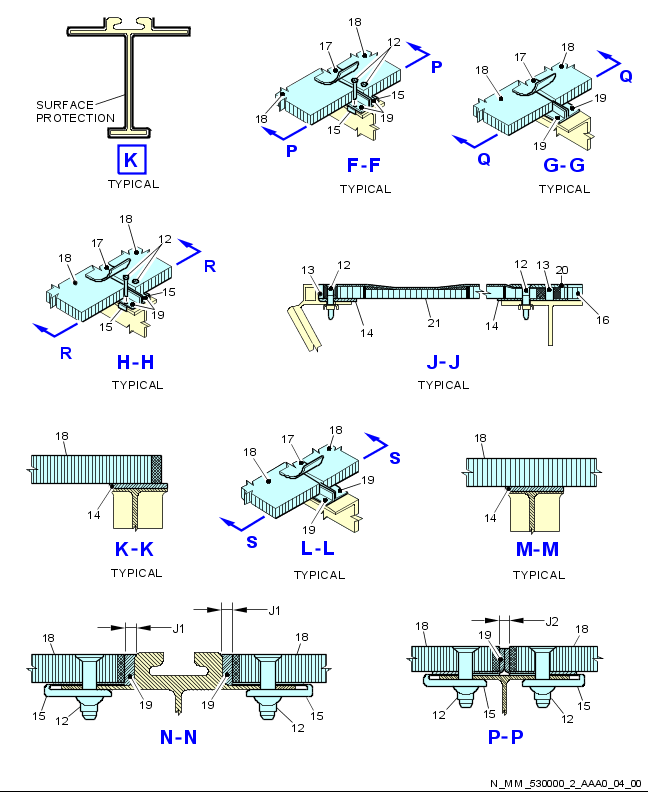 18
17
12
P
15
19
15
18
P
F-F
TYPICAL
18
17
18
Q
19
19
Q
G-G
TYPICAL
SURFACE
PROTECTION
K
TYPICAL
18
17
12
18
R
15
19
15
R
H-H
TYPICAL
13
12
12
13
20
14
21
14
16
J-J
TYPICAL
18
14
K-K
TYPICAL
18
17
18
S
19
19
S
L-L
TYPICAL
18
14
M-M
TYPICAL
J1
J1
18
18
15
12
19
19
12
15
N-N
J2
18
19
18
15
12
15
12
15
P-P
N_MM_530000_2_AAA0_04_00